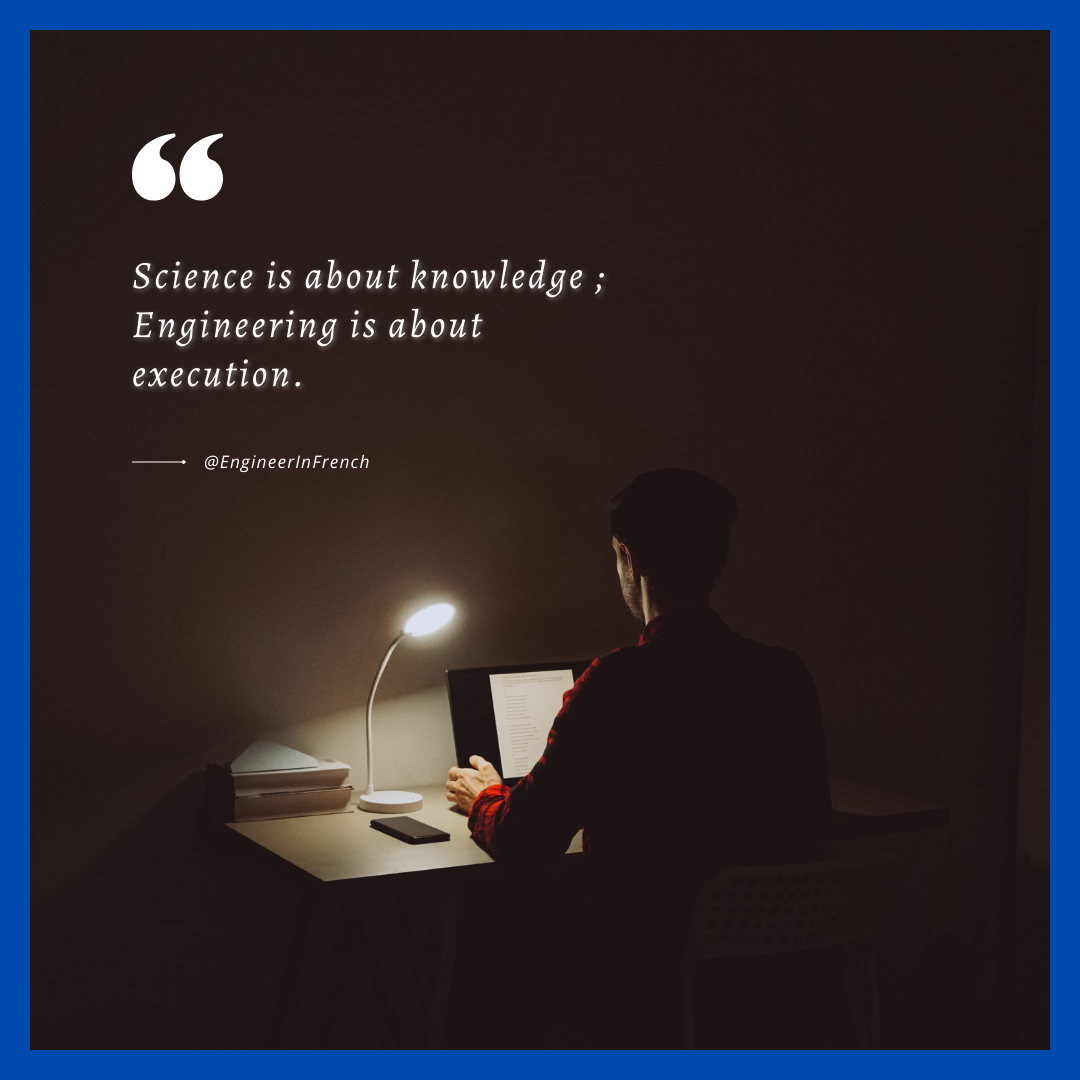 “
Science is about knowledge ;
Engineering is about
execution.
@EngineerInFrench